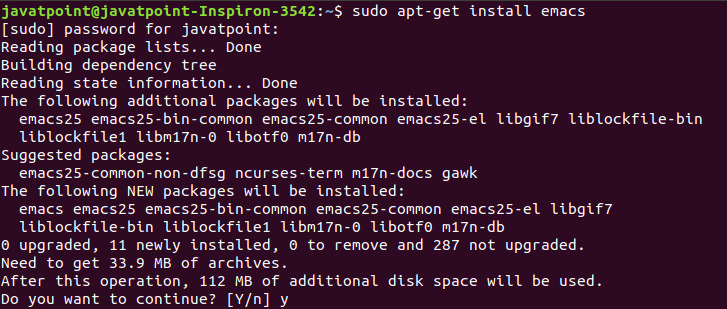 javatpoint@javatpoint-Inspiron-3542:~$ sudo apt-get install emacs
[sudo] password for javatpoint:
Reading package lists... Done
Building dependency tree
Reading state information... Done
The following additional packages will be installed:
  emacs25 emacs25-bin-common emacs25-common emacs25-el libgif7 liblockfile-bin
  liblockfile1 libm17n-0 libotf0 m17n-db
Suggested packages:
  emacs25-common-non-dfsg ncurses-term m17n-docs gawk
The following NEW packages will be installed:
  emacs emacs25 emacs25-bin-common emacs25-common emacs25-el libgif7
  liblockfile-bin liblockfile1 libm17n-0 libotf0 m17n-db
0 upgraded, 11 newly installed, 0 to remove and 287 not upgraded.
Need to get 33.9 MB of archives.
After this operation, 112 MB of additional disk space will be used.
Do you want to continue? [Y/n] y